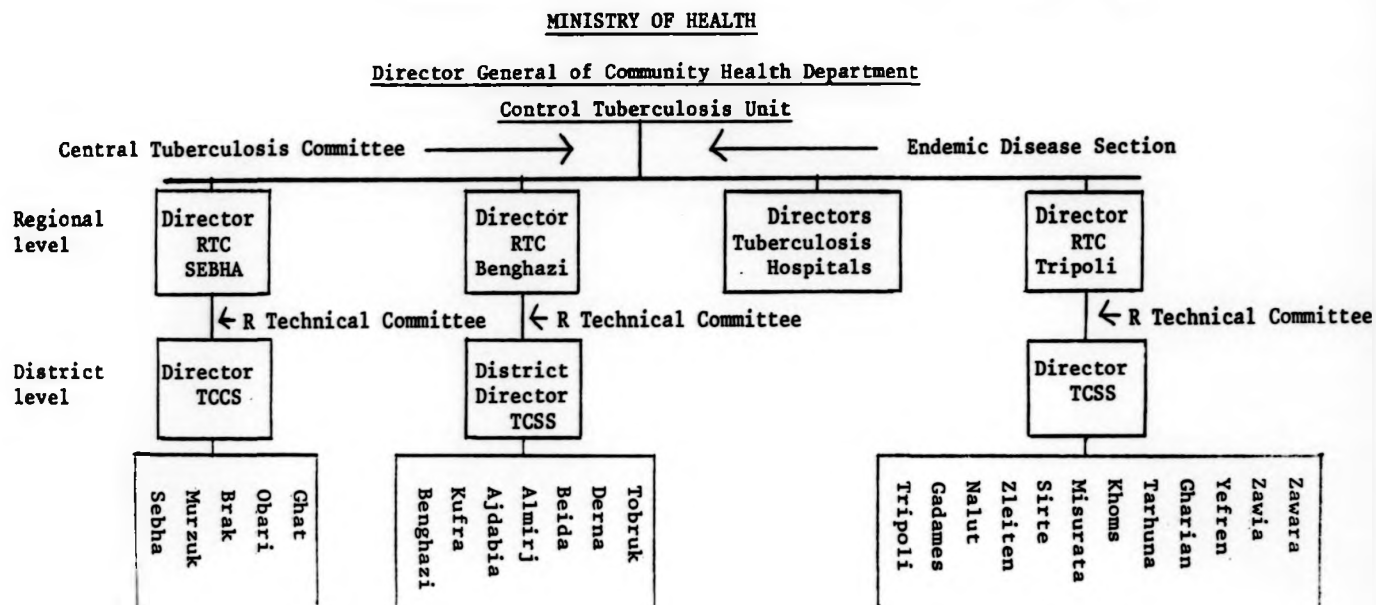 MINISTRY OF HEALTH
Director General of Community Health Department
Control Tuberculosis Unit
Central Tuberculosis Committee
Endemic Disease Section
Regional
level
Director
RTC
SEBHA
Director
RTC
Benghazi
Directors
Tuberculosis
Hospitals
Director
RTC
Tripoli
R Technical Committee
R Technical Committee
R Technical Committee
District
level
Director
TCCS
District
Director
TCSS
Director
TCSS
Sebha
Murzuk
Brak
Obari
Ghat
Benghazi
Kufra
Ajdabia
Almirj
Beida
Derna
Tobruk
Tripoli
Gadames
Nalut
Zleiten
Sirte
Misurata
Khoms
Tarhuna
Gharian
Yefren
Zawia
Zawara